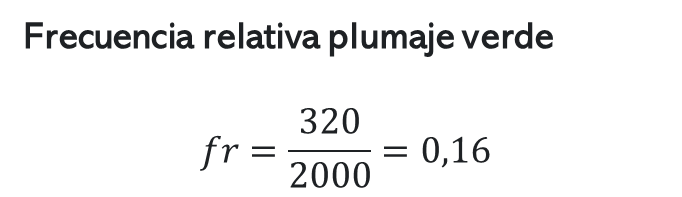 Frecuencia relativa plumaje verde
fr = 320/2000 = 0,16